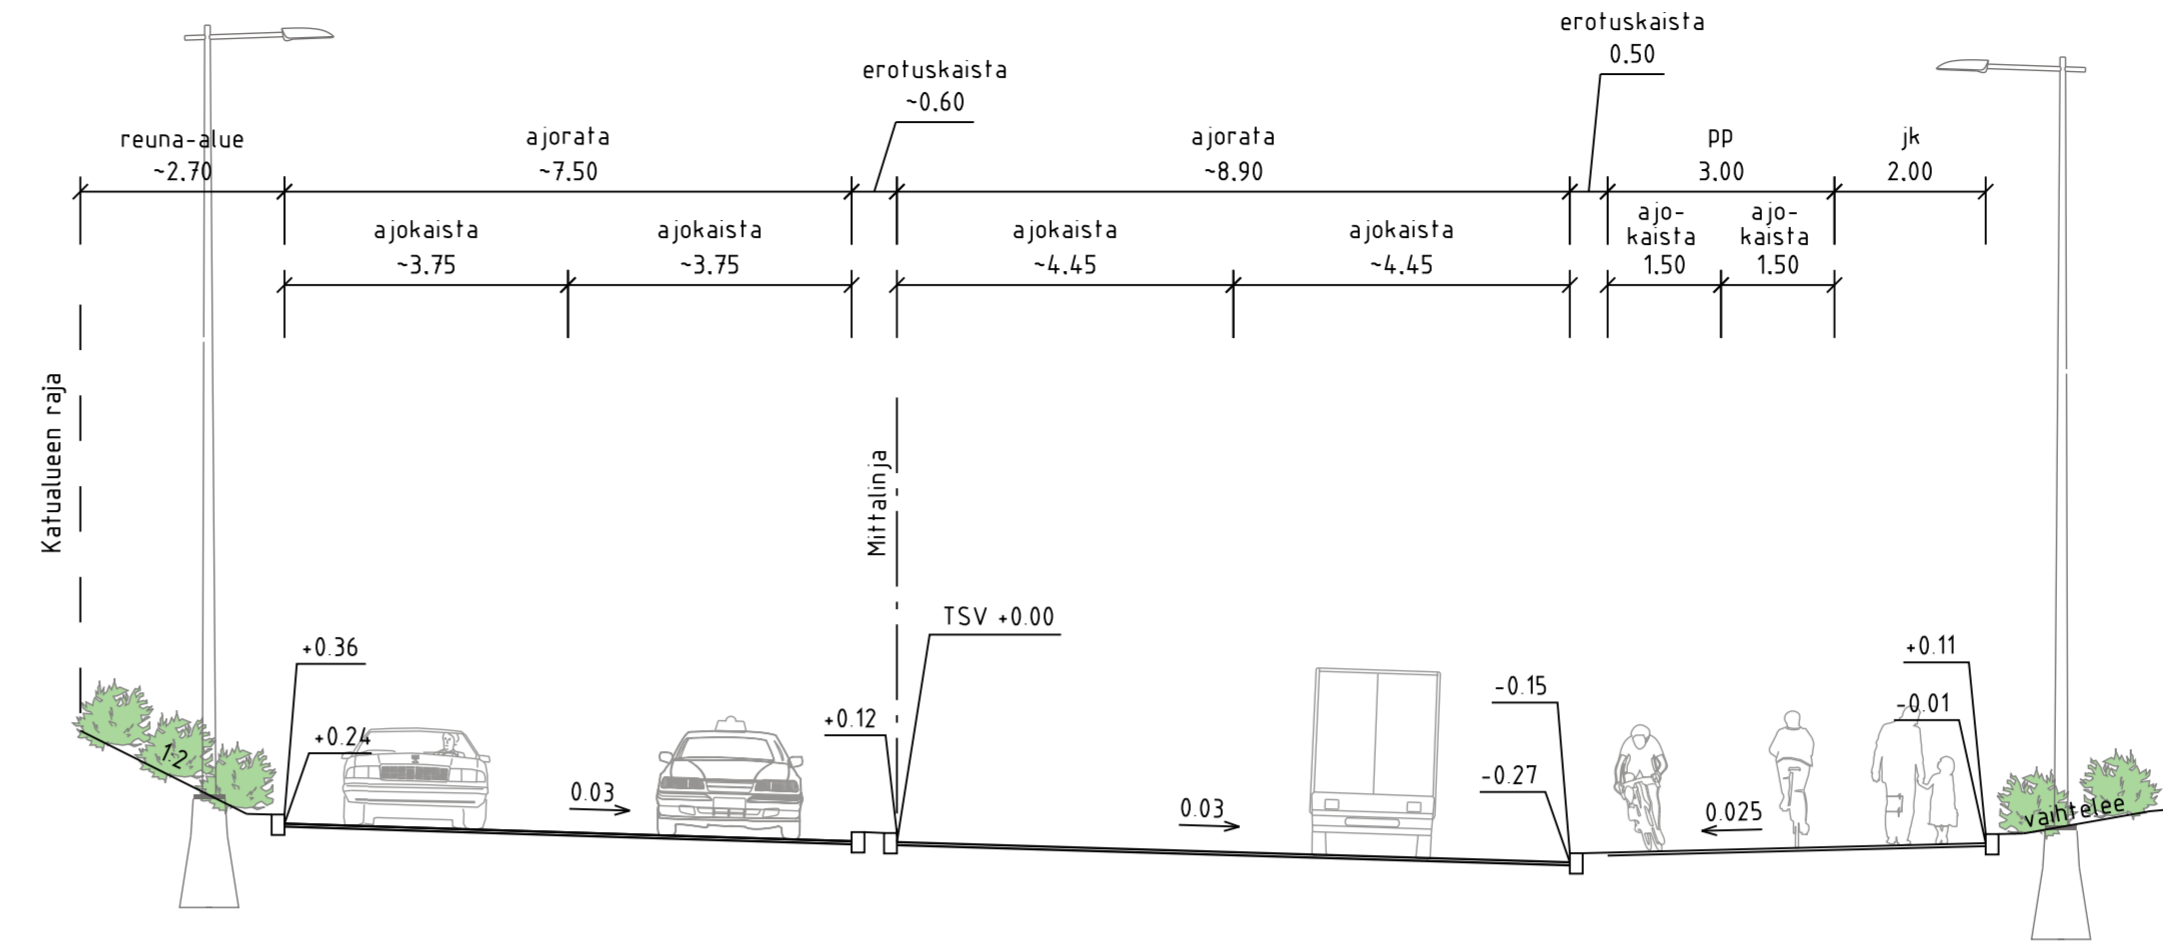 erotuskaista
0.50
erotuskaista
~0.60
reuna-alue
~2.70
ajorata
~7.50
ajorata
~8.90
pp
3.00
jk
2.00
ajokaista
~3.75
ajokaista
~3.75
ajokaista
~4.45
ajokaista
~4.45
ajo-
kaista
1.50
ajo-
kaista
1.50
Katualueen raja
Mittalinja
TSV +0.00
+0.36
+0.24
+0.12
-0.15
-0.27
+0.11
-0.01
1:2
0.03
0.03
0.025
vaihtelee